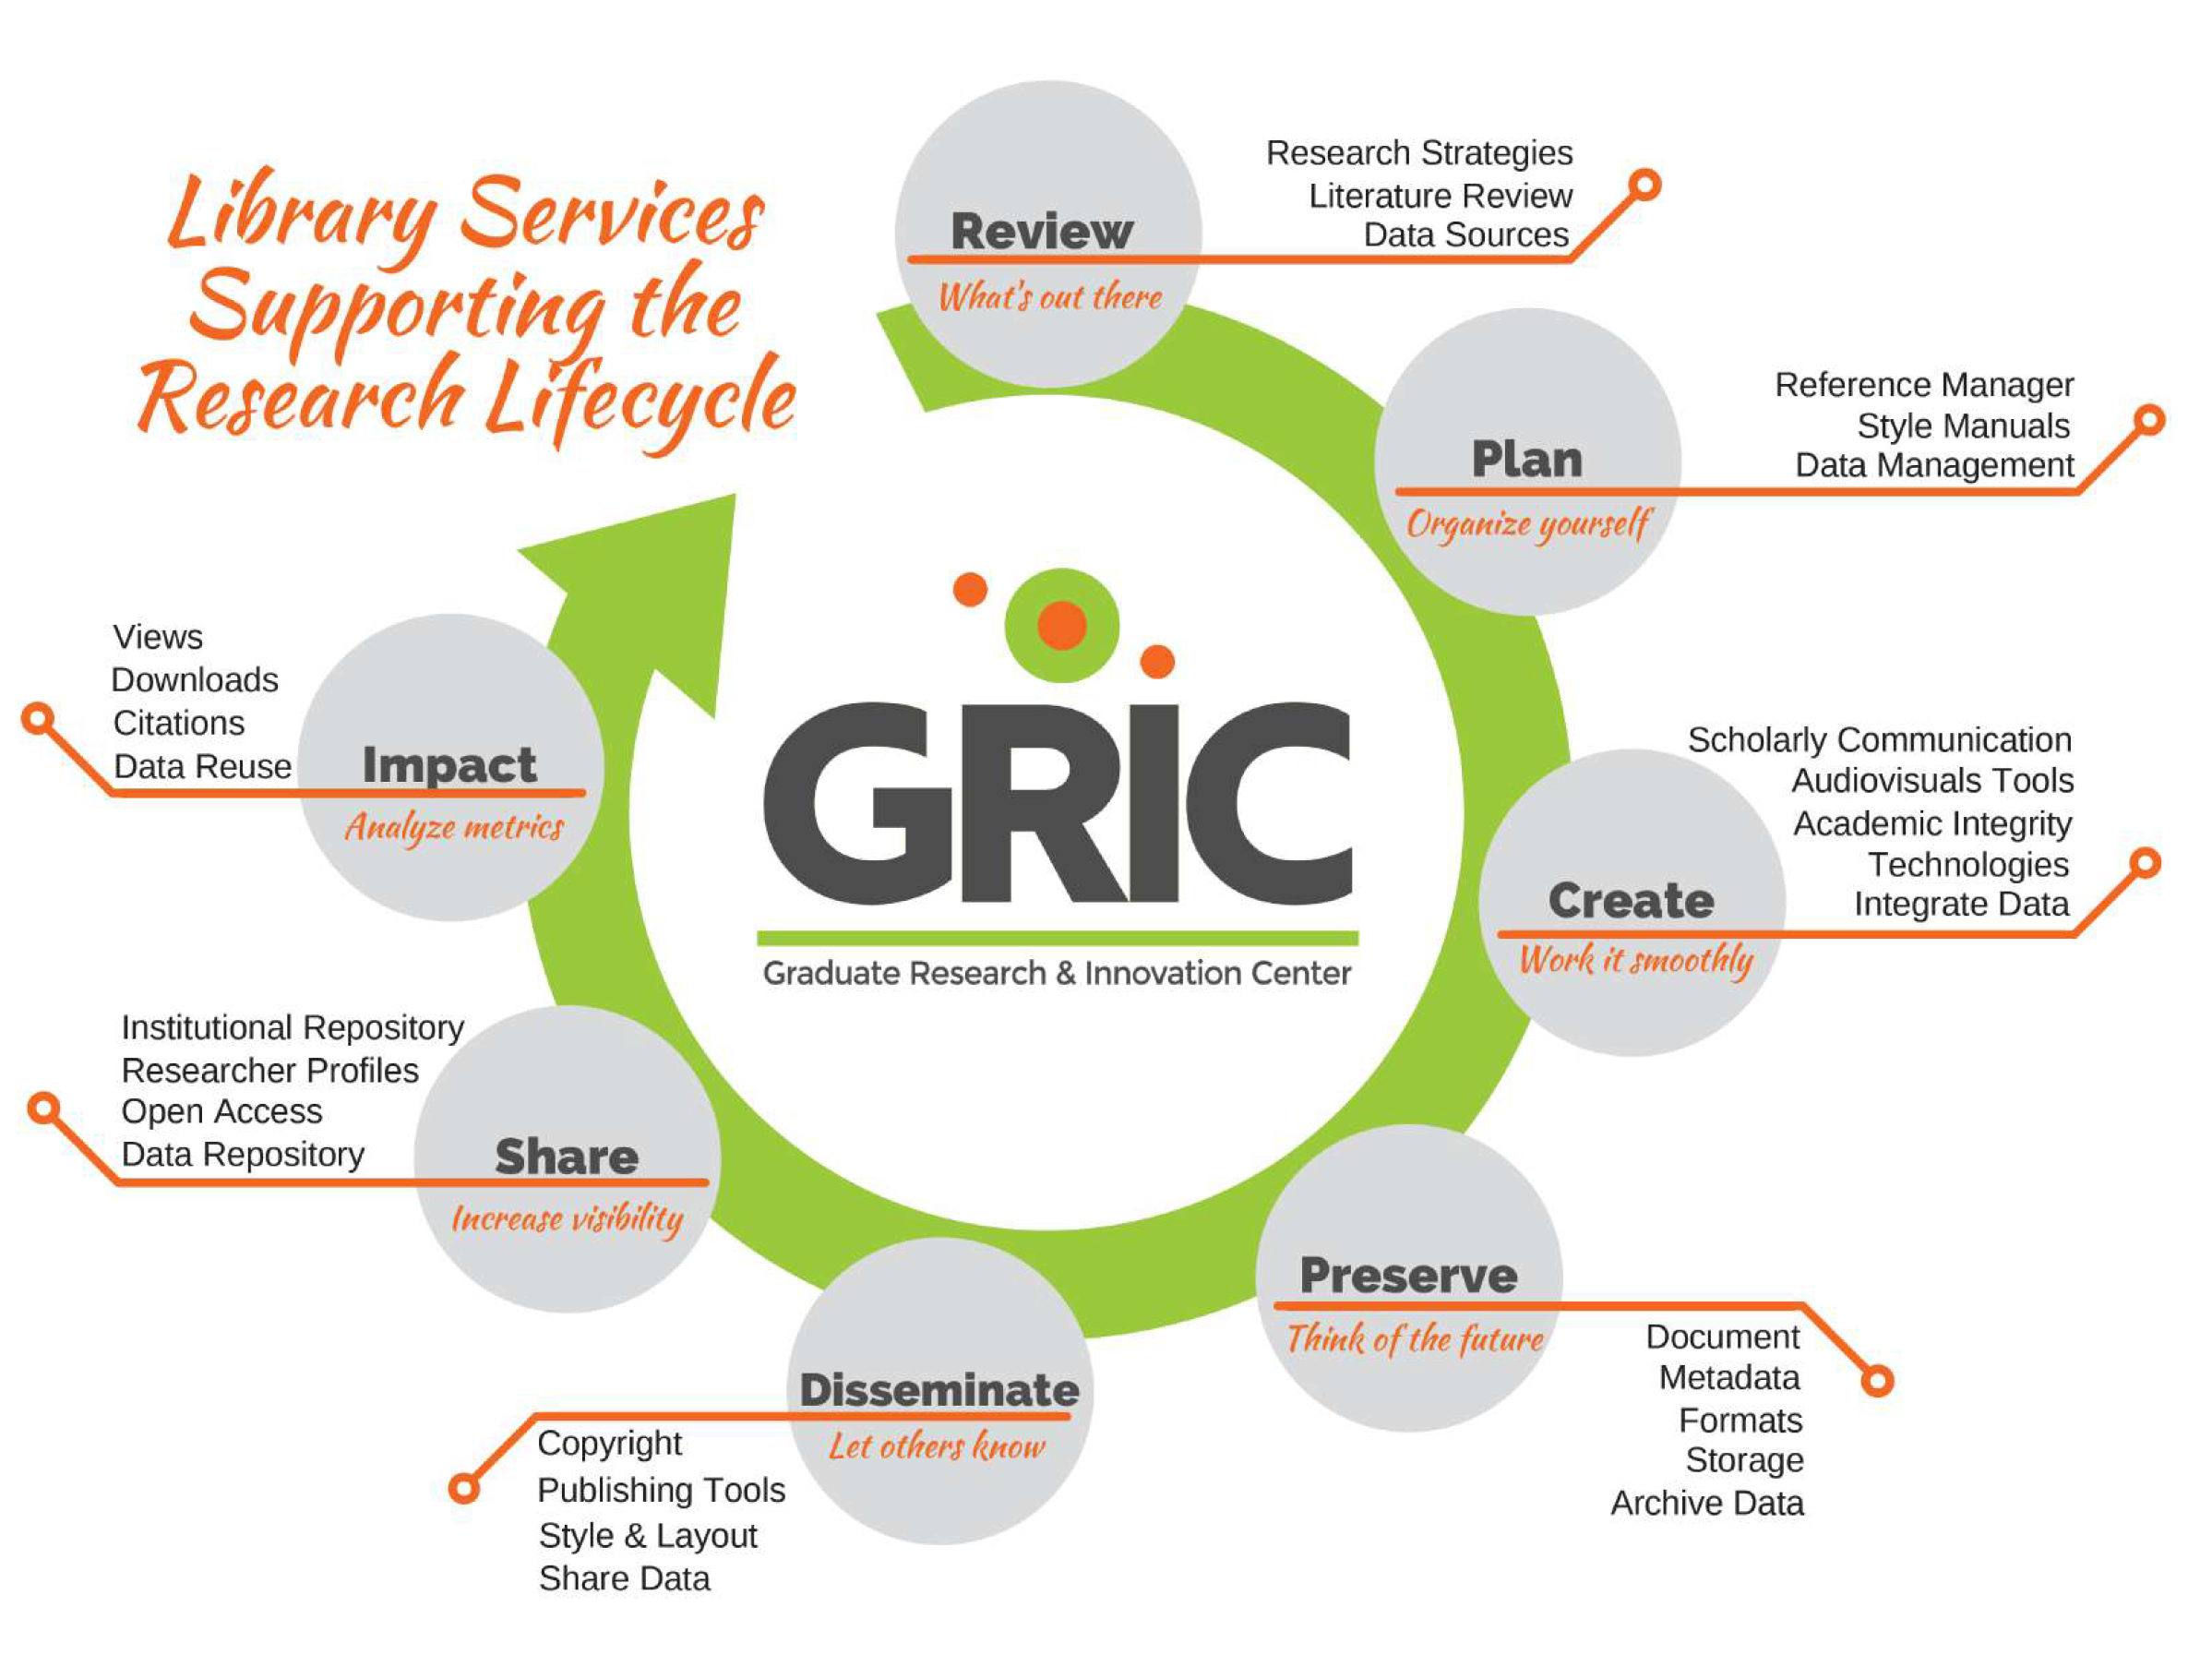 Library Services
Supporting the
Research Lifecycle
Review
What's out there
Research Strategies
Literature Review
Data Sources
Plan
Organize yourself
Reference Manager
Style Manuals
Data Management
Create
Work it smoothly
Scholarly Communication
Audiovisuals Tools
Academic Integrity
Technologies
Integrate Data
Preserve
Think of the future
Document
Metadata
Formats
Storage
Archive Data
Disseminate
Let others know
Copyright
Publishing Tools
Style & Layout
Share Data
Share
Increase visibility
Institutional Repository
Researcher Profiles
Open Access
Data Repository
Impact
Analyze metrics
Views
Downloads
Citations
Data Reuse
GRIC
Graduate Research & Innovation Center